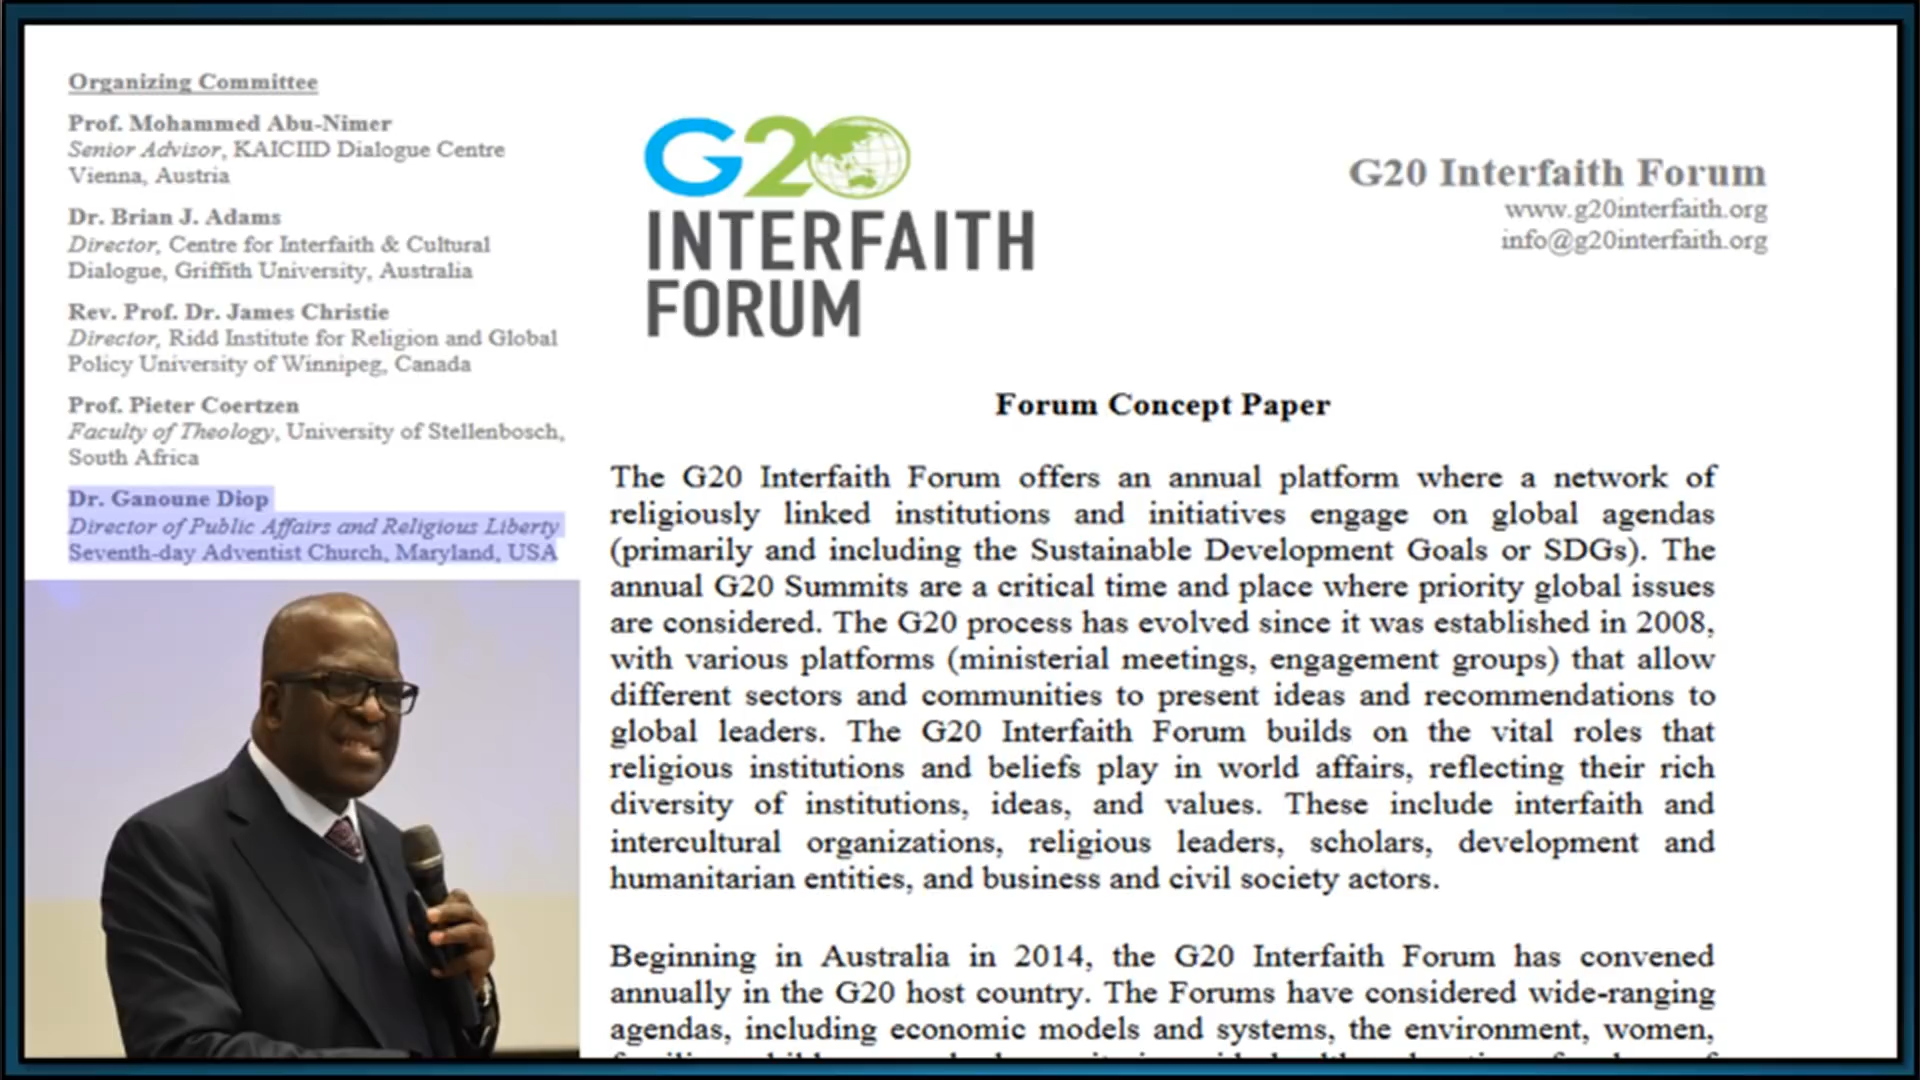 Organizing Committee
Prof. Mohammed Abu-Nimer
Senior Advisor, KAICIID Dialogue Centre
Vienna, Austria
Dr. Brian J. Adams
Director, Centre for Interfaith & Cultural
Dialogue, Griffith University, Australia
Rev. Prof. Dr. James Christie
Director, Ridd Institute for Religion and Global
Policy University of Winnipeg, Canada
Prof. Pieter Coertzen
Faculty of Theology, University of Stellenbosch,
South Africa
Dr. Ganoune Diop
Director of Public Affairs and Religious Liberty
Seventh-day Adventist Church, Maryland, USA
G20
INTERFAITH
FORUM
G20 Interfaith Forum
www.g20interfaith.org
info@g20interfaith.org
Forum Concept Paper
The G20 Interfaith Forum offers an annual platform where a network of
religiously linked institutions and initiatives engage on global agendas
(primarily and including the Sustainable Development Goals or SDGs). The
annual G20 Summits are a critical time and place where priority global issues
are considered. The G20 process has evolved since it was established in 2008,
with various platforms (ministerial meetings, engagement groups) that allow
different sectors and communities to present ideas and recommendations to
global leaders. The G20 Interfaith Forum builds on the vital roles that
religious institutions and beliefs play in world affairs, reflecting their rich
diversity of institutions, ideas, and values. These include interfaith and
intercultural organizations, religious leaders, scholars, development and
humanitarian entities, and business and civil society actors.
Beginning in Australia in 2014, the G20 Interfaith Forum has convened
annually in the G20 host country. The Forums have considered wide-ranging
agendas, including economic models and systems, the environment, women,